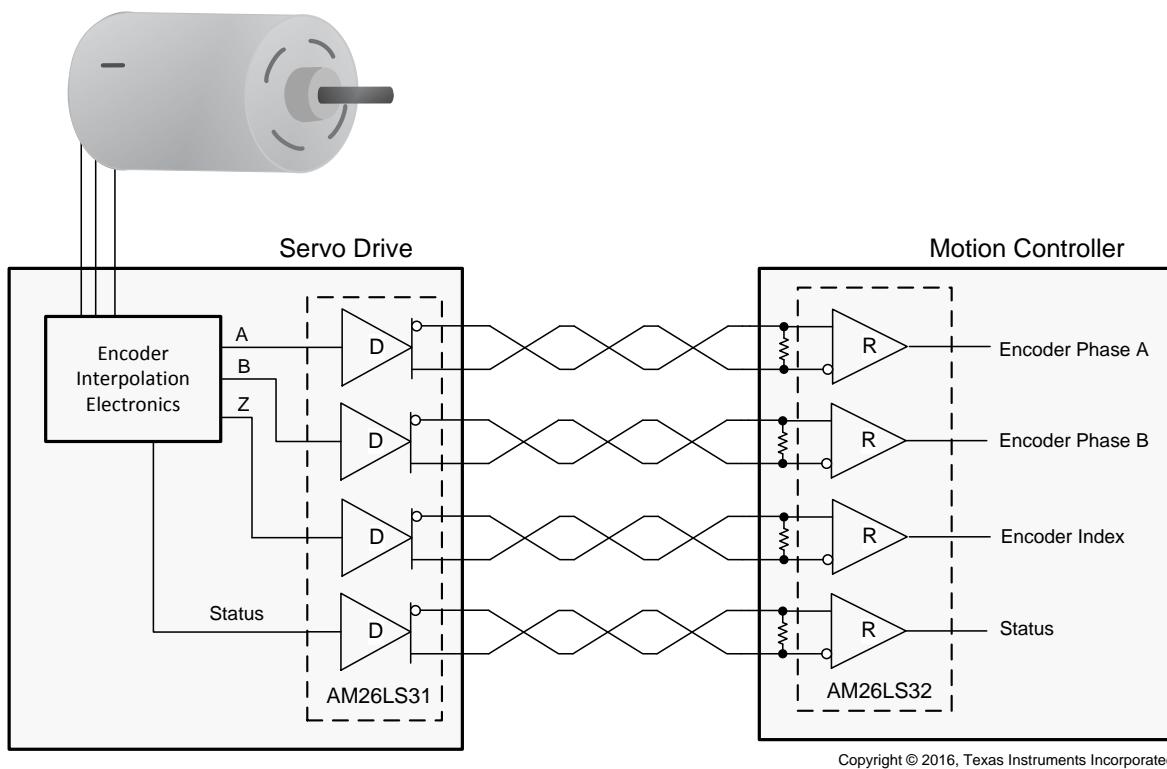 Servo Drive
Motion Controller
Encoder
Interpolation
Electronics
A
B
Z
Status
D
D
D
D
AM26LS31
R
R
R
R
AM26LS32
Encoder Phase A
Encoder Phase B
Encoder Index
Status
Copyright © 2016, Texas Instruments Incorporate